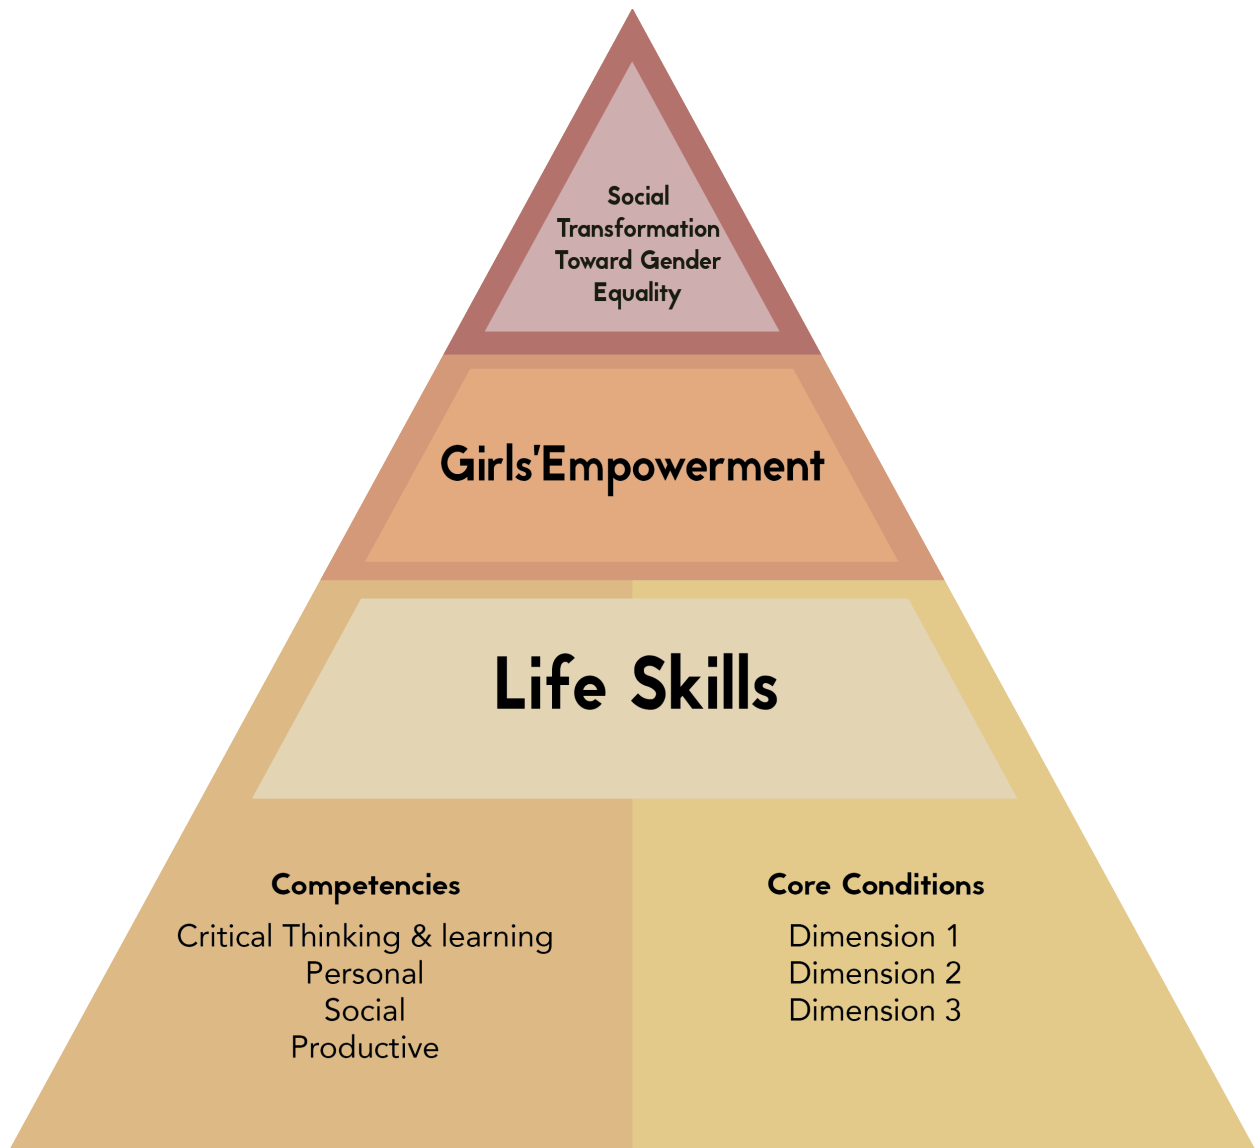 Social
Transformation
Toward Gender
Equality
Girls'Empowerment
Life Skills
Competencies
Critical Thinking & learning
Personal
Social
Productive
Core Conditions
Dimension 1
Dimension 2
Dimension 3